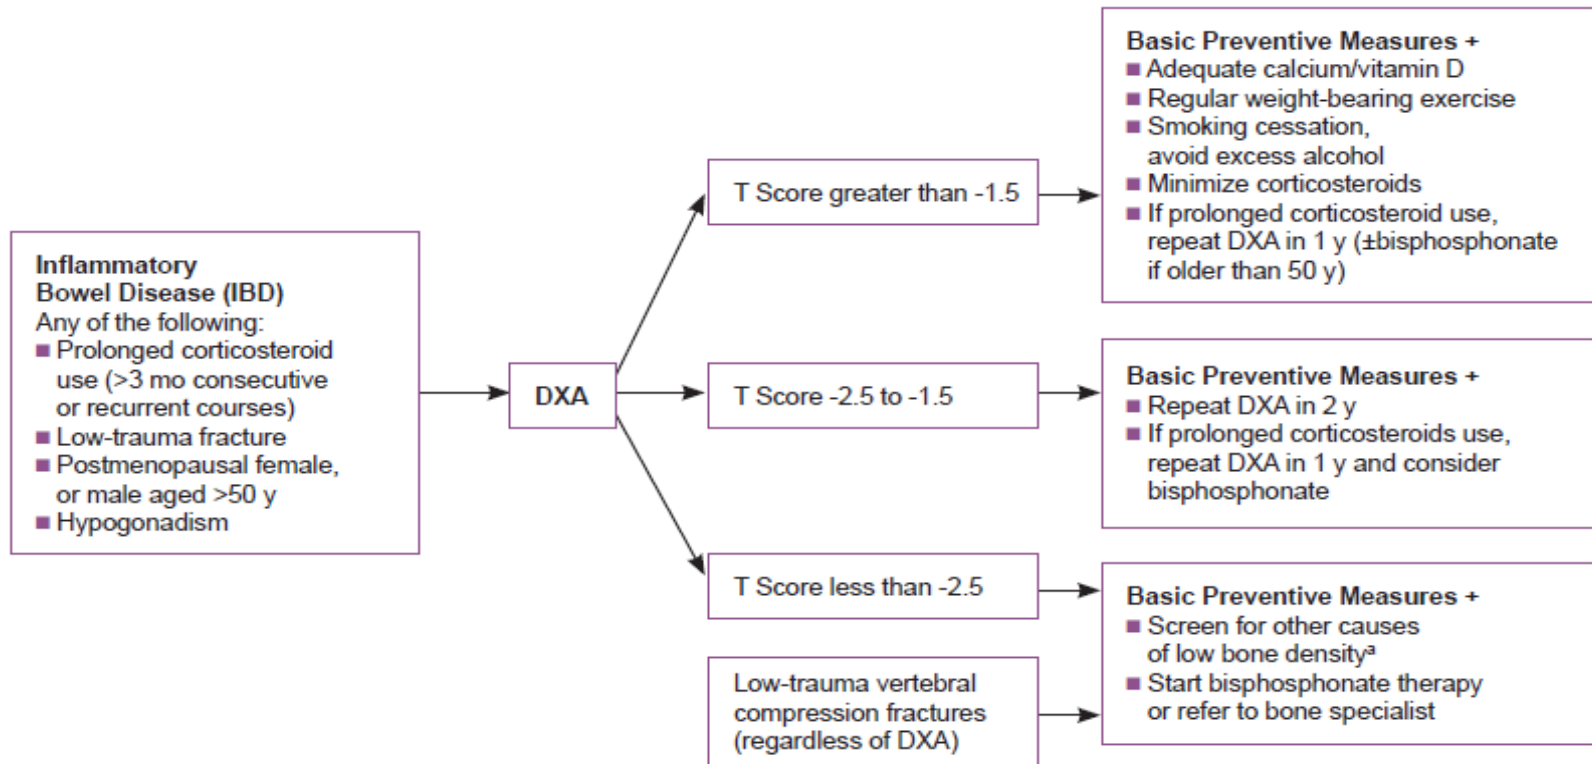 Inflammatory
Bowel Disease (IBD)
Any of the following:
■ Prolonged corticosteroid
use (>3 mo consecutive
or recurrent courses)
■ Low-trauma fracture
■ Postmenopausal female,
or male aged >50 y
■ Hypogonadism
DXA
T Score greater than -1.5
Basic Preventive Measures +
■ Adequate calcium/vitamin D
■ Regular weight-bearing exercise
■ Smoking cessation,
avoid excess alcohol
■ Minimize corticosteroids
■ If prolonged corticosteroid use,
repeat DXA in 1 y (±bisphosphonate
if older than 50 y)
T Score -2.5 to -1.5
Basic Preventive Measures +
■ Repeat DXA in 2 y
■ If prolonged corticosteroids use,
repeat DXA in 1 y and consider
bisphosphonate
T Score less than -2.5
Low-trauma vertebral
compression fractures
(regardless of DXA)
Basic Preventive Measures +
■ Screen for other causes
of low bone densityª
■ Start bisphosphonate therapy
or refer to bone specialist